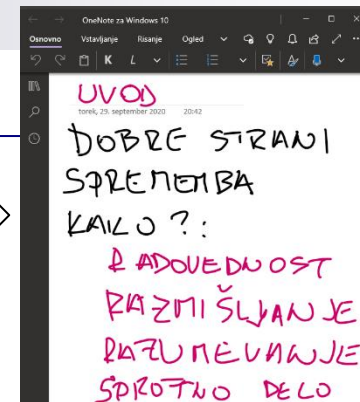 OneNote za Windows 10
Osnovno Vstavljanje Risanje Ogled
K L
UVOD
torek, 29. september 2020 20:42
DOBRE STRANI
SPREMEMBA
KAKO ?:
RADOVEDNOST
RAZMIŠLJANJE
RAZUMEVANJE
SPROTNO DELO